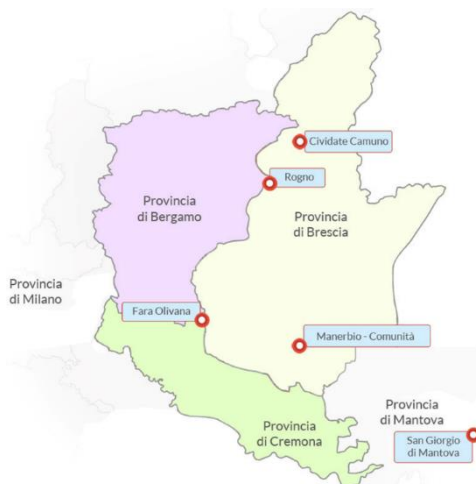 Cividate Camuno
Rogno
Provincia
di Bergamo
Provincia
di Brescia
Provincia
di Milano
Fara Olivana
Manerbio - Comunità
Provincia
di Mantova
Provincia
di Cremona
San Giorgio
di Mantova